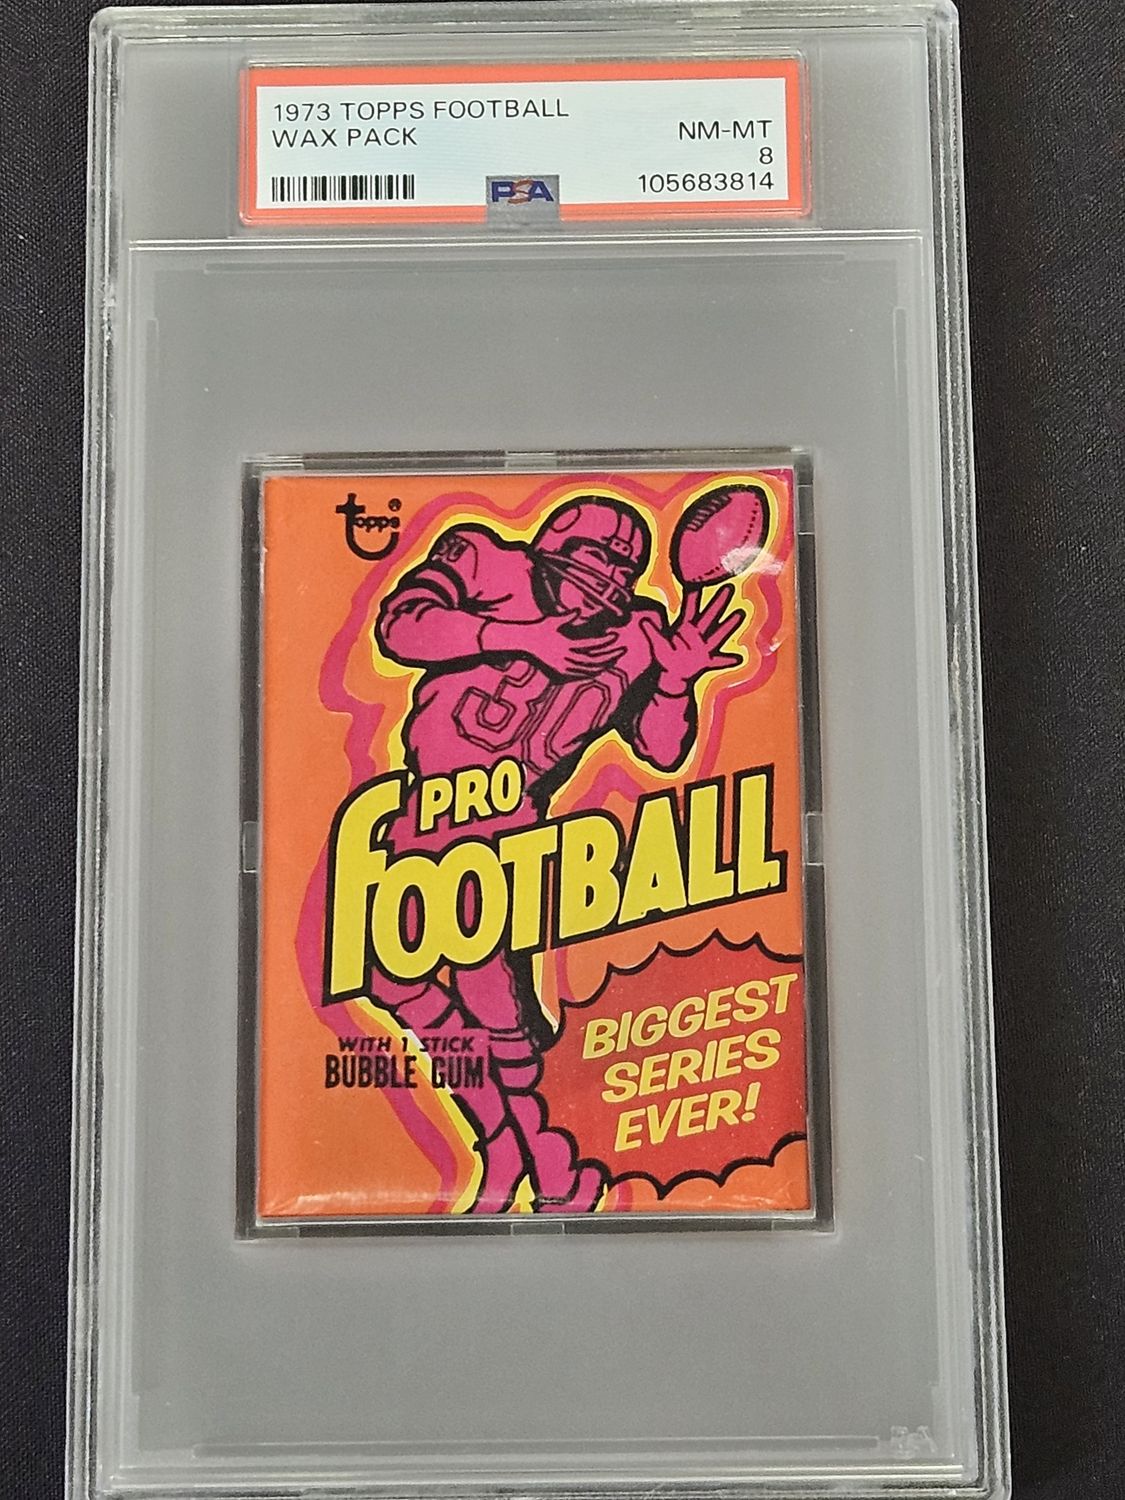 1973 TOPPS FOOTBALL
WAX PACK
NM-MT
8
PSA
105683814
Topps®
30
30
PRO
FOOTBALL
WITH 1 STICK
BUBBLE GUM
BIGGEST
SERIES
EVER!